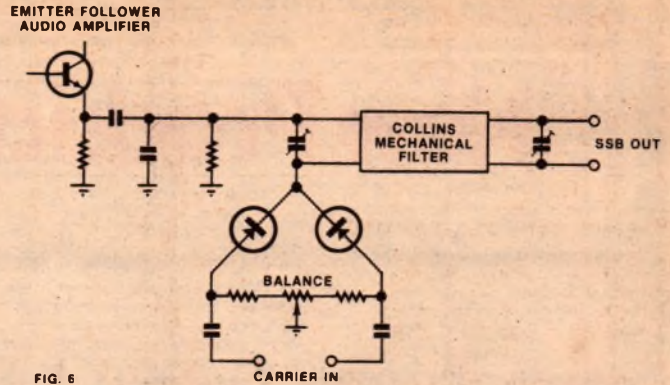 EMITTER FOLLOWER
AUDIO AMPLIFIER
COLLINS
MECHANICAL
FILTER
SSB OUT
BALANCE
FIG. 6
CARRIER IN